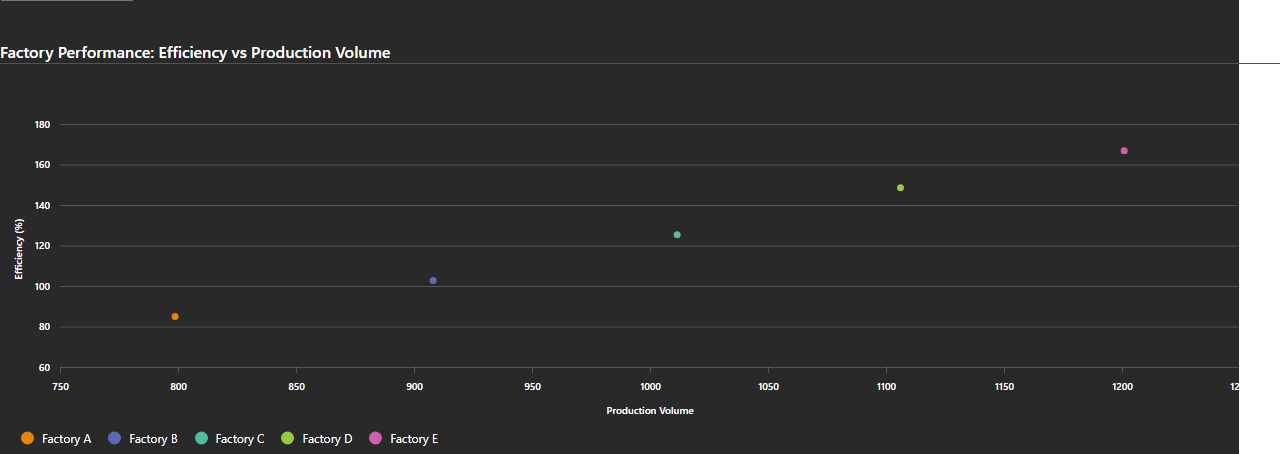 Factory Performance: Efficiency vs Production Volume
180
160
140
120
100
80
60
Efficiency (%)
750 800 850 900 950 1000 1050 1100 1150 1200 12
Production Volume
Factory A Factory B Factory C Factory D Factory E